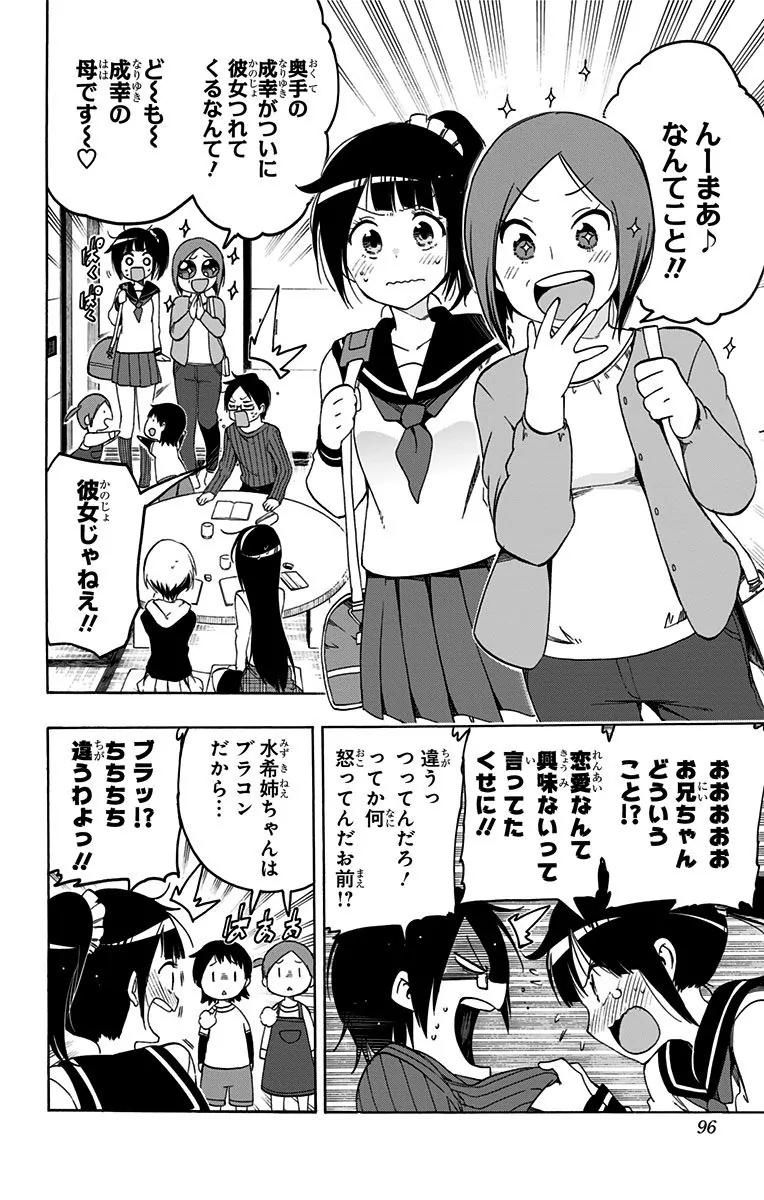 んーまあ♪
なんてこと!!
奥手の
成幸がついに
彼女つれて
くるなんて!
ど〜も〜
成幸の
母です〜♡
ぱく
ぱく
ぱく
彼女じゃねえ!!
おおおおお
お兄ちゃん
どういう
こと!?
恋愛なんて
興味ないって
言ってた
くせに!!
違うっ
つってんだろ!
ってか何
怒ってんだお前!?
水希姉ちゃんは
ブラコン
だから…
ブラッ!?
ちちちち
違うわよっ!!
96